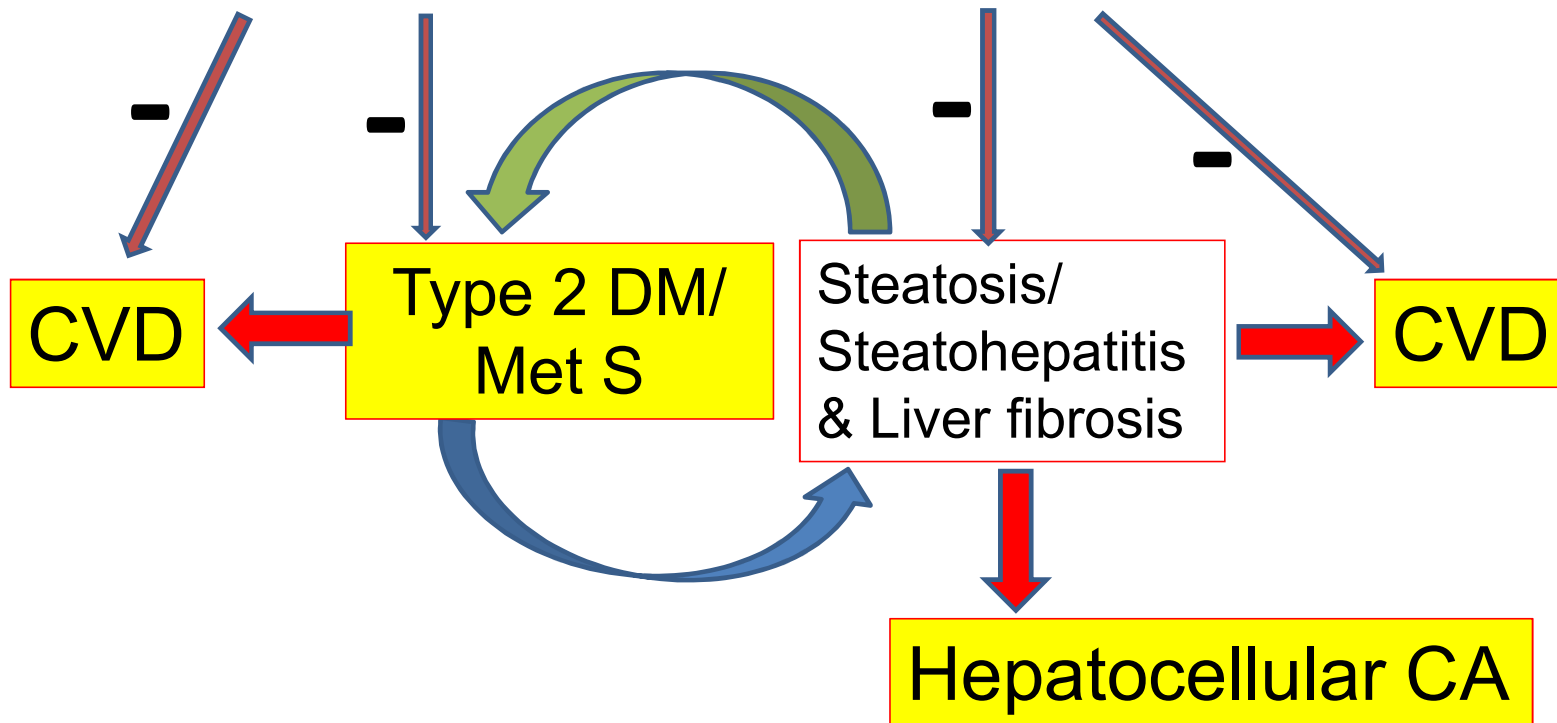 -
-
-
-
CVD
Type 2 DM/
Met S
Steatosis/
Steatohepatitis
& Liver fibrosis
CVD
Hepatocellular CA